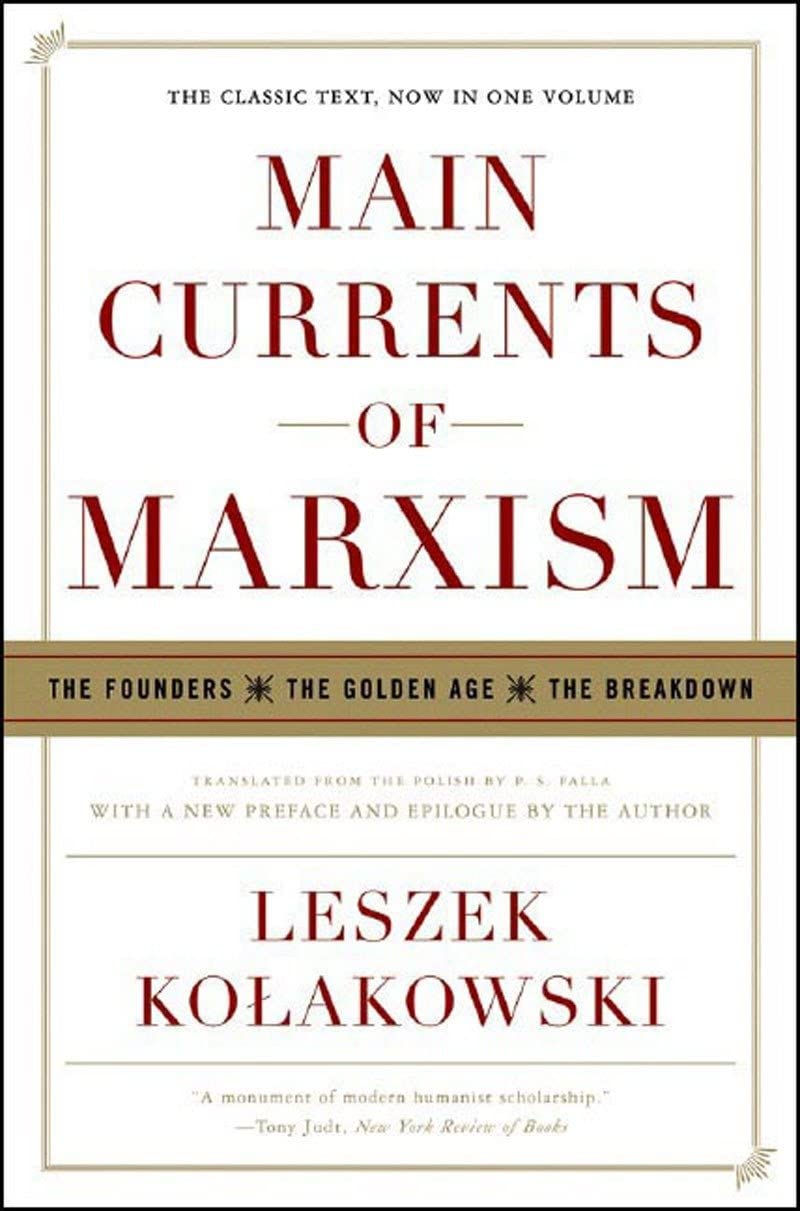 THE CLASSIC TEXT, NOW IN ONE VOLUME
MAIN
CURRENTS
OF
MARXISM
THE FOUNDERS THE GOLDEN AGE THE BREAKDOWN
TRANSLATED FROM THE POLISH BY P. S. FALLA
WITH A NEW PREFACE AND EPILOGUE BY THE AUTHOR
LESZEK
KOŁAKOWSKI
"A monument of modern humanist scholarship."
—Tony Judt, New York Review of Books